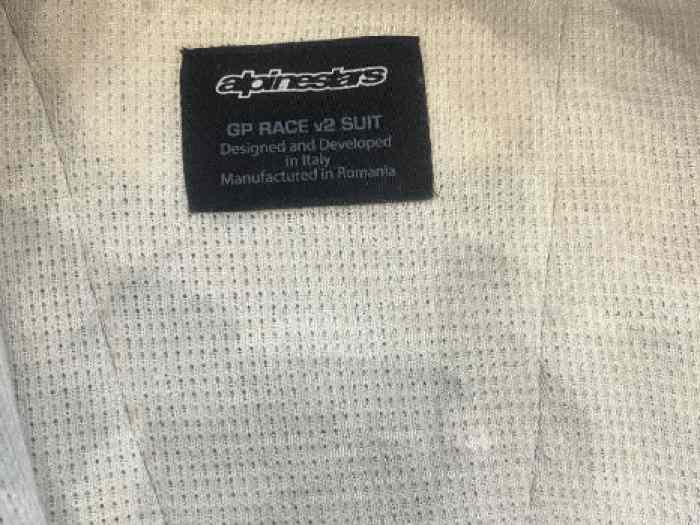 alpinestars
GP RACE v2 SUIT
Designed and Developed
in Italy
Manufactured in Romania